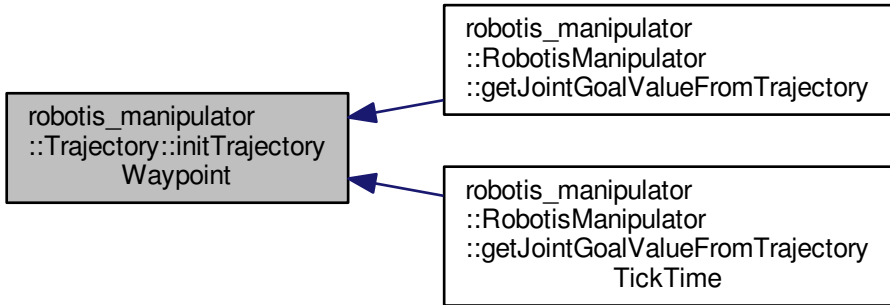 robotis_manipulator
::Trajectory::initTrajectory
Waypoint
robotis_manipulator
::RobotisManipulator
::getJointGoalValueFromTrajectory
robotis_manipulator
::RobotisManipulator
::getJointGoalValueFromTrajectory
TickTime